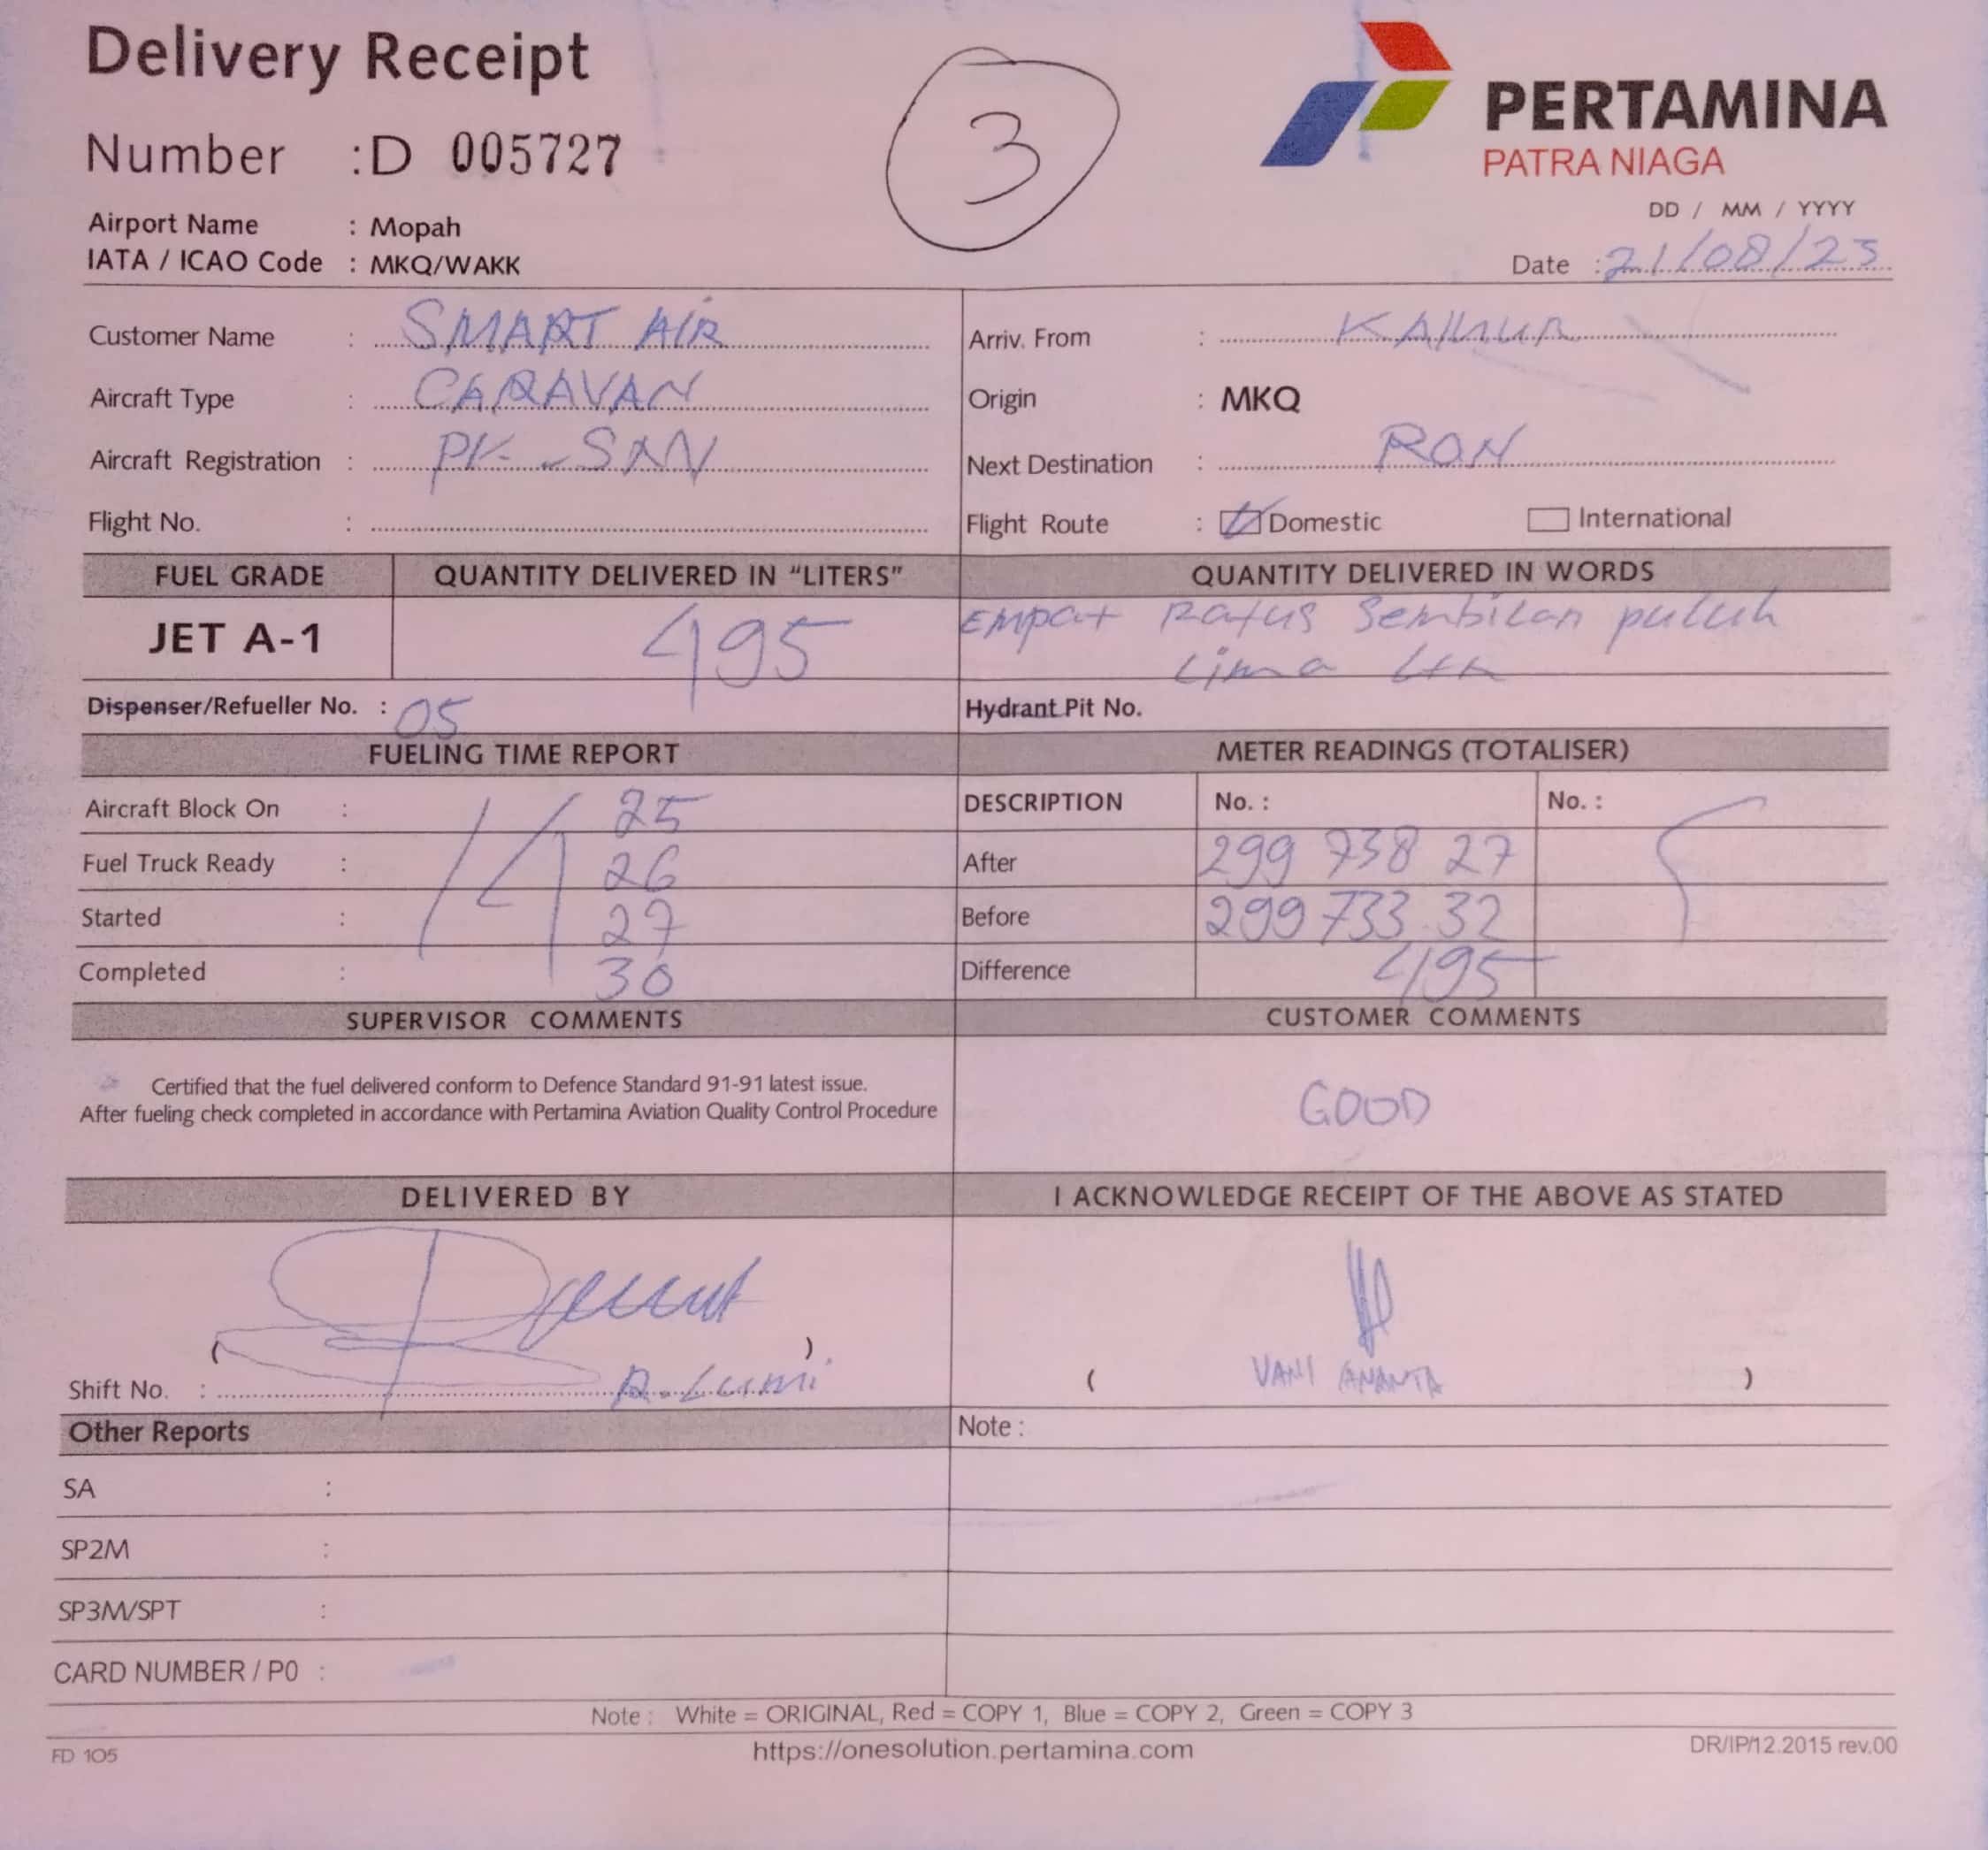 Delivery Receipt
3
PERTAMINA
PATRA NIAGA
Number : D 005727
Airport Name : Mopah
IATA / ICAO Code : MKQ/WAKK
DD / MM / YYYY
Date : 21/08/23
Customer Name : SMART AIR
Arriv. From :
Aircraft Type : CARAVAN
Origin : MKQ
Aircraft Registration : PK-SNN
Next Destination : RON
Flight No. :
Flight Route : Domestic International
FUEL GRADE QUANTITY DELIVERED IN “LITERS” QUANTITY DELIVERED IN WORDS
JET A-1 495 Empat Ratus Sembilan puluh
Lima Ltr
Dispenser/Refueller No. : 05
Hydrant Pit No.
FUELING TIME REPORT METER READINGS (TOTALISER)
Aircraft Block On : 14 25
DESCRIPTION No. : No. :
Fuel Truck Ready : 26
After 299 738 27
Started : 27
Before 299 733 32
Completed : 30
Difference 495
SUPERVISOR COMMENTS CUSTOMER COMMENTS
Certified that the fuel delivered conform to Defence Standard 91-91 latest issue.
After fueling check completed in accordance with Pertamina Aviation Quality Control Procedure
GOOD
DELIVERED BY I ACKNOWLEDGE RECEIPT OF THE ABOVE AS STATED
( )
Shift No. : R. Lumi
( ANANTA )
Other Reports Note :
SA :
SP2M :
SP3M/SPT :
CARD NUMBER / P0 :
Note : White = ORIGINAL, Red = COPY 1, Blue = COPY 2, Green = COPY 3
FD 105 https://onesolution.pertamina.com DR/IP/12.2015 rev.00